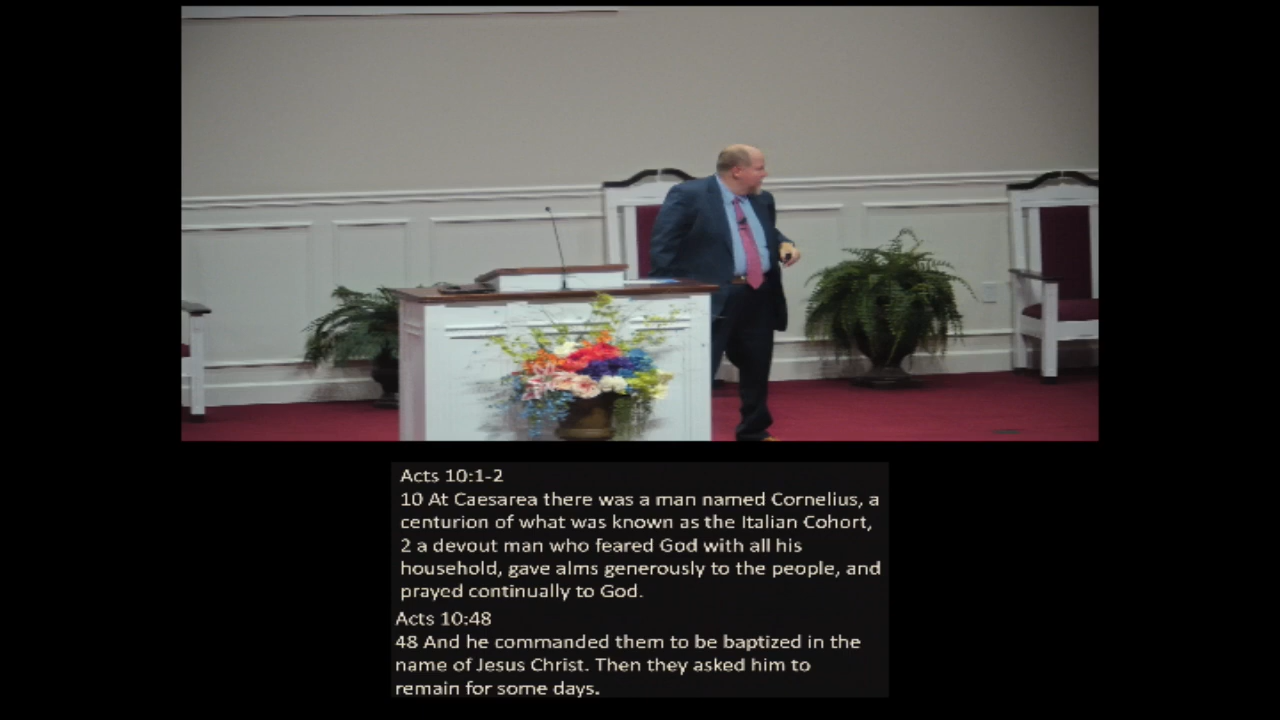 Acts 10:1-2
10 At Caesarea there was a man named Cornelius, a
centurion of what was known as the Italian Cohort,
2 a devout man who feared God with all his
household, gave alms generously to the people, and
prayed continually to God.
Acts 10:48
48 And he commanded them to be baptized in the
name of Jesus Christ. Then they asked him to
remain for some days.